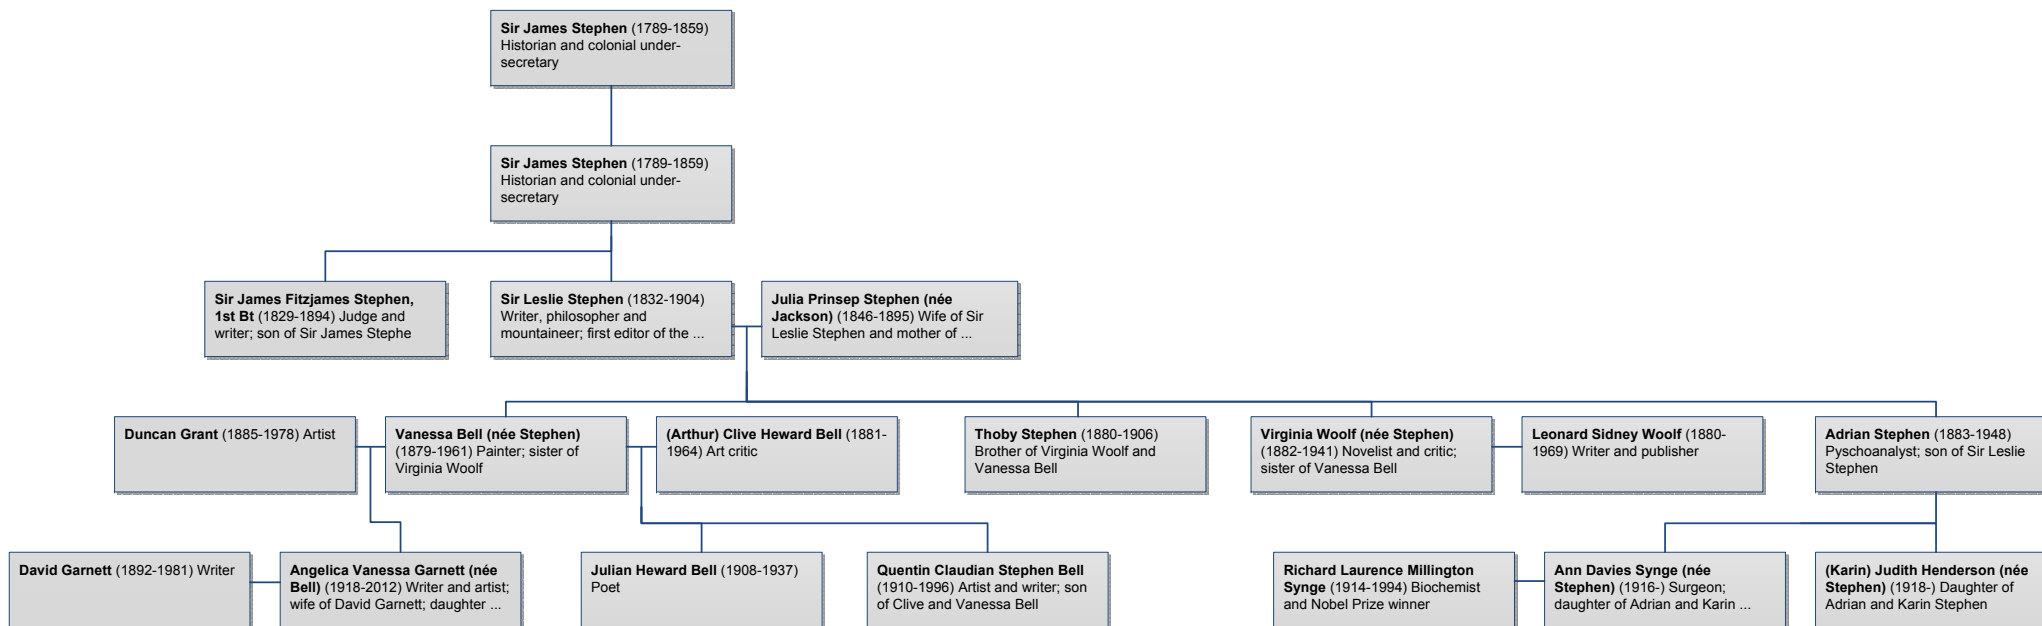 Sir James Stephen (1789-1859)
Historian and colonial under-
secretary
Sir James Stephen (1789-1859)
Historian and colonial under-
secretary
Sir James Fitzjames Stephen,
1st Bt (1829-1894) Judge and
writer; son of Sir James Stephe
Sir Leslie Stephen (1832-1904)
Writer, philosopher and
mountaineer; first editor of the ...
Julia Prinsep Stephen (née
Jackson) (1846-1895) Wife of Sir
Leslie Stephen and mother of ...
Duncan Grant (1885-1978) Artist
Vanessa Bell (née Stephen)
(1879-1961) Painter; sister of
Virginia Woolf
(Arthur) Clive Heward Bell (1881-
1964) Art critic
Thoby Stephen (1880-1906)
Brother of Virginia Woolf and
Vanessa Bell
Virginia Woolf (née Stephen)
(1882-1941) Novelist and critic;
sister of Vanessa Bell
Leonard Sidney Woolf (1880-
1969) Writer and publisher
Adrian Stephen (1883-1948)
Pyschoanalyst; son of Sir Leslie
Stephen
David Garnett (1892-1981) Writer
Angelica Vanessa Garnett (née
Bell) (1918-2012) Writer and artist;
wife of David Garnett; daughter ...
Julian Heward Bell (1908-1937)
Poet
Quentin Claudian Stephen Bell
(1910-1996) Artist and writer; son
of Clive and Vanessa Bell
Richard Laurence Millington
Synge (1914-1994) Biochemist
and Nobel Prize winner
Ann Davies Synge (née
Stephen) (1916-) Surgeon;
daughter of Adrian and Karin ...
(Karin) Judith Henderson (née
Stephen) (1918-) Daughter of
Adrian and Karin Stephen